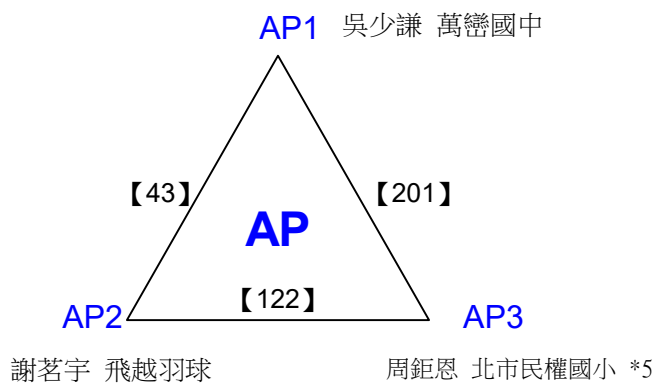 AP1 吳少謙 萬巒國中
【43】 【201】
AP
【122】
AP2 AP3
謝茗宇 飛越羽球 周鉅恩 北市民權國小 *5